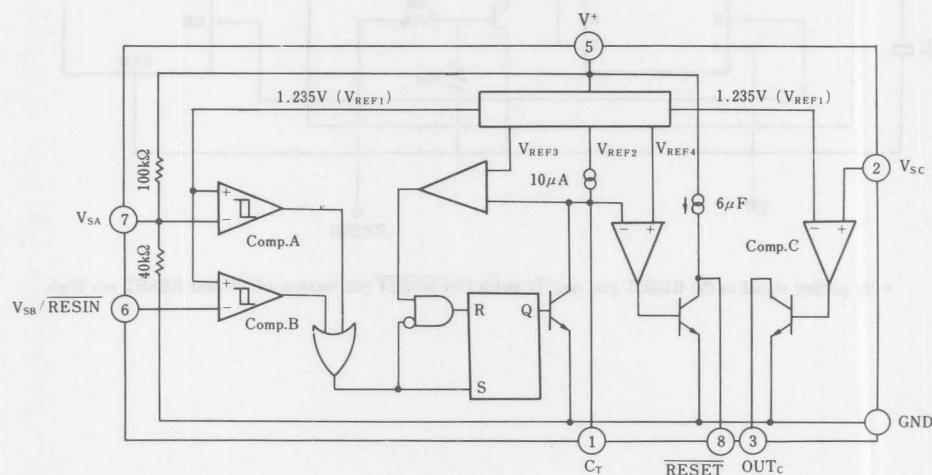 V⁺
5
1.235V (VREF1)
1.235V (VREF1)
VREF3
VREF2
VREF4
100kΩ
10μA
2
VSC
+
−
Comp.A
6μF
−
+
−
+
Comp.C
7
VSA
40kΩ
+
−
Comp.B
6
VSB/RESIN
R
Q
S
GND
1
8
3
CT
RESET
OUTC